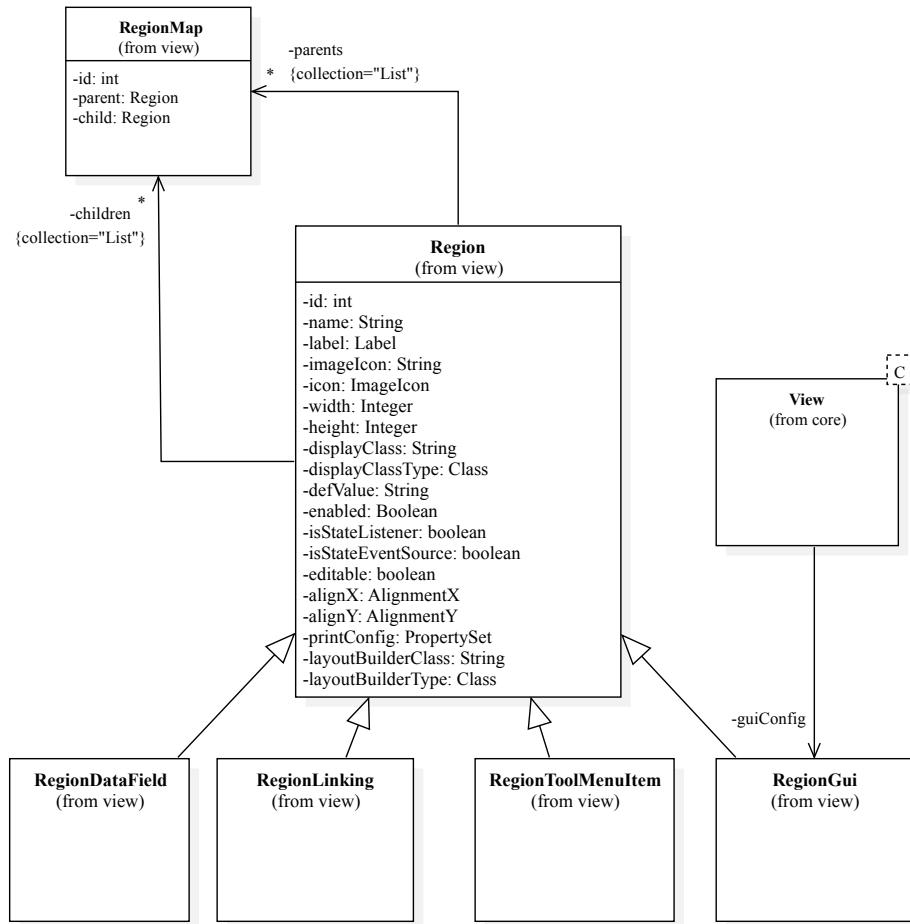 RegionMap
(from view)
-id: int
-parent: Region
-child: Region
-parents
* {collection="List"}
-children *
{collection="List"}
Region
(from view)
-id: int
-name: String
-label: Label
-imageIcon: String
-icon: ImageIcon
-width: Integer
-height: Integer
-displayClass: String
-displayClassType: Class
-defValue: String
-enabled: Boolean
-isStateListener: boolean
-isStateEventSource: boolean
-editable: boolean
-alignX: AlignmentX
-alignY: AlignmentY
-printConfig: PropertySet
-layoutBuilderClass: String
-layoutBuilderType: Class
C
View
(from core)
-guiConfig
RegionDataField
(from view)
RegionLinking
(from view)
RegionToolMenuItem
(from view)
RegionGui
(from view)